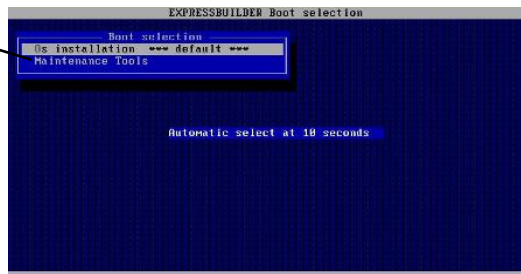 EXPRESSBUILDER Boot selection
Boot selection
Os installation *** default ***
Maintenance Tools
Automatic select at 10 seconds